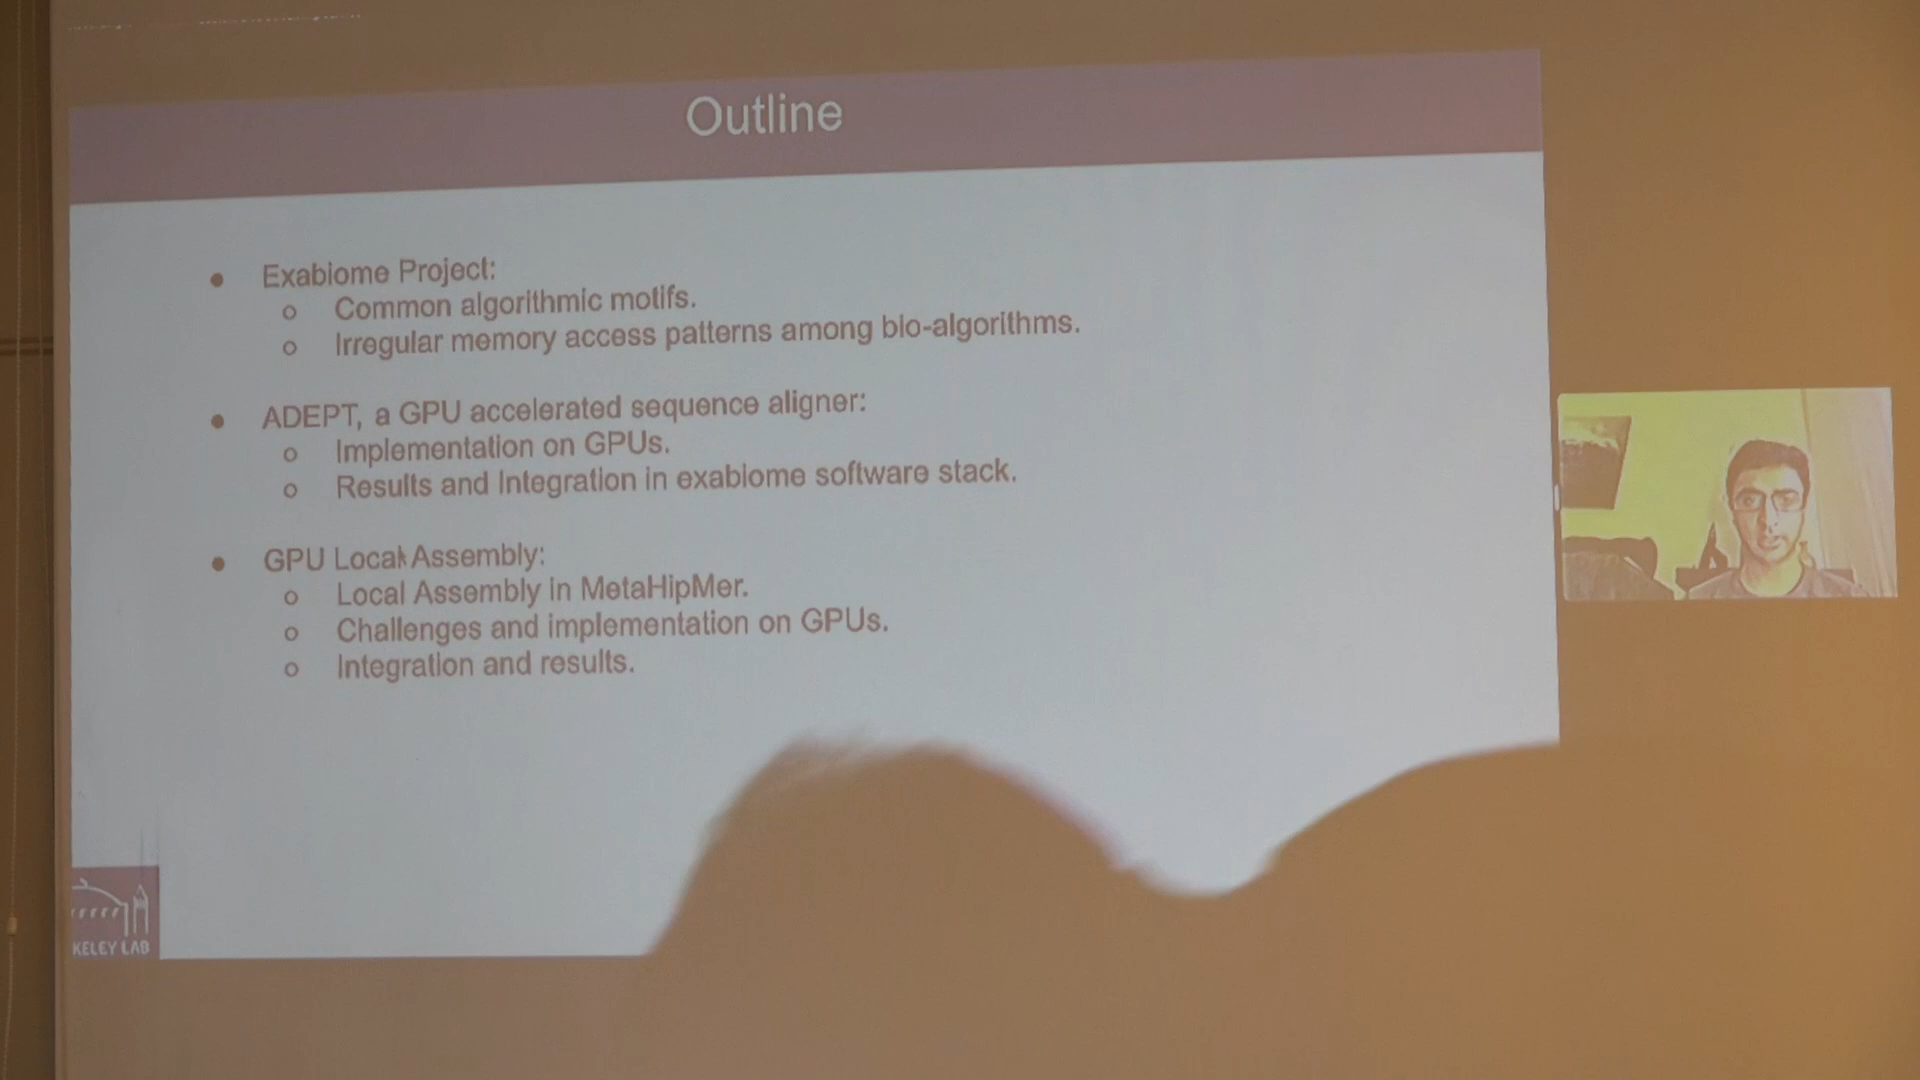 Outline
Exabiome Project:
Common algorithmic motifs.
Irregular memory access patterns among bio-algorithms.
ADEPT, a GPU accelerated sequence aligner:
Implementation on GPUs.
Results and Integration in exabiome software stack.
GPU Local Assembly:
Local Assembly in MetaHipMer.
Challenges and implementation on GPUs.
Integration and results.
KELEY LAB